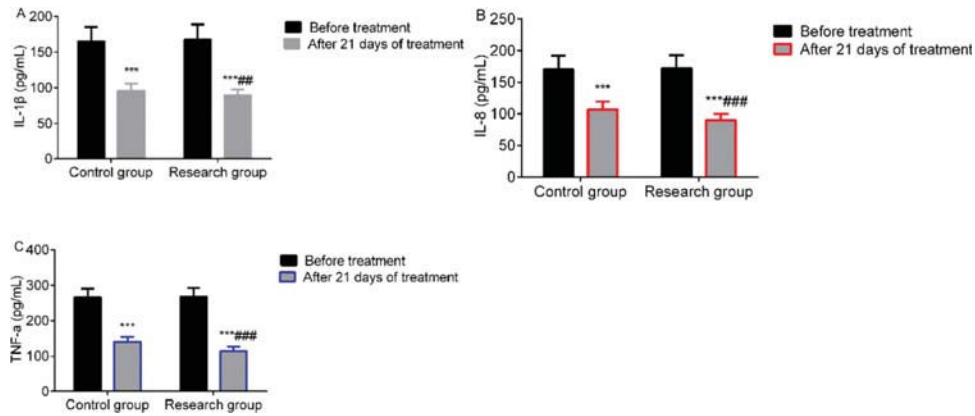 A
IL-1β (pg/mL)
200
150
100
50
0
***
***##
Control group
Research group
Before treatment
After 21 days of treatment
B
IL-8 (pg/mL)
250
200
150
100
50
0
***
***###
Control group
Research group
Before treatment
After 21 days of treatment
C
TNF-a (pg/mL)
400
300
200
100
0
***
***###
Control group
Research group
Before treatment
After 21 days of treatment